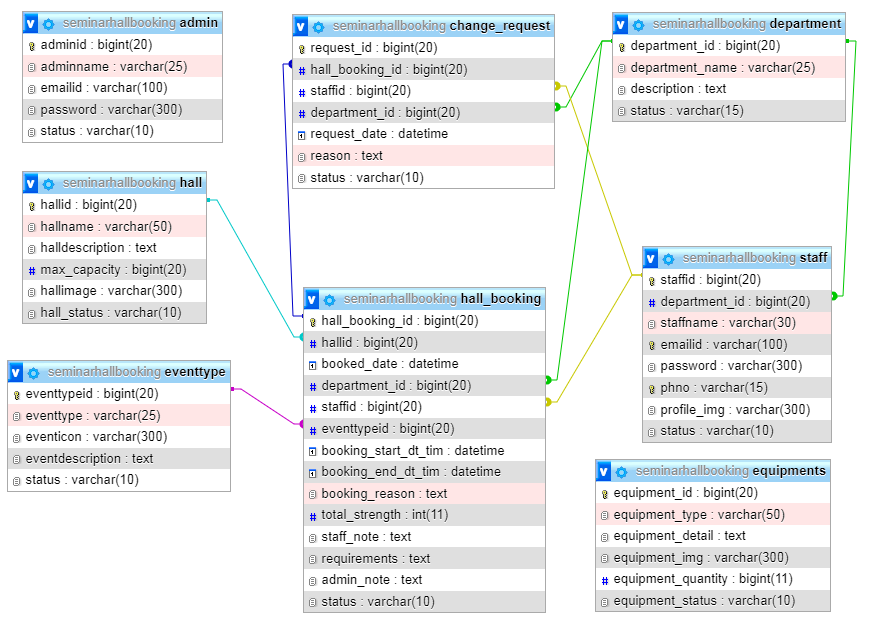 v seminarhallbooking admin
adminid : bigint(20)
adminname : varchar(25)
emailid : varchar(100)
password : varchar(300)
status : varchar(10)
v seminarhallbooking change_request
request_id : bigint(20)
# hall_booking_id : bigint(20)
# staffid : bigint(20)
# department_id : bigint(20)
request_date : datetime
reason : text
status : varchar(10)
v seminarhallbooking department
department_id : bigint(20)
department_name : varchar(25)
description : text
status : varchar(15)
v seminarhallbooking hall
hallid : bigint(20)
hallname : varchar(50)
halldescription : text
# max_capacity : bigint(20)
hallimage : varchar(300)
hall_status : varchar(10)
v seminarhallbooking hall_booking
hall_booking_id : bigint(20)
# hallid : bigint(20)
booked_date : datetime
# department_id : bigint(20)
# staffid : bigint(20)
# eventtypeid : bigint(20)
booking_start_dt_tim : datetime
booking_end_dt_tim : datetime
booking_reason : text
# total_strength : int(11)
staff_note : text
requirements : text
admin_note : text
status : varchar(10)
v seminarhallbooking staff
staffid : bigint(20)
# department_id : bigint(20)
staffname : varchar(30)
emailid : varchar(100)
password : varchar(300)
phno : varchar(15)
profile_img : varchar(300)
status : varchar(10)
v seminarhallbooking eventtype
eventtypeid : bigint(20)
eventtype : varchar(25)
eventicon : varchar(300)
eventdescription : text
status : varchar(10)
v seminarhallbooking equipments
equipment_id : bigint(20)
equipment_type : varchar(50)
equipment_detail : text
equipment_img : varchar(300)
# equipment_quantity : bigint(11)
equipment_status : varchar(10)